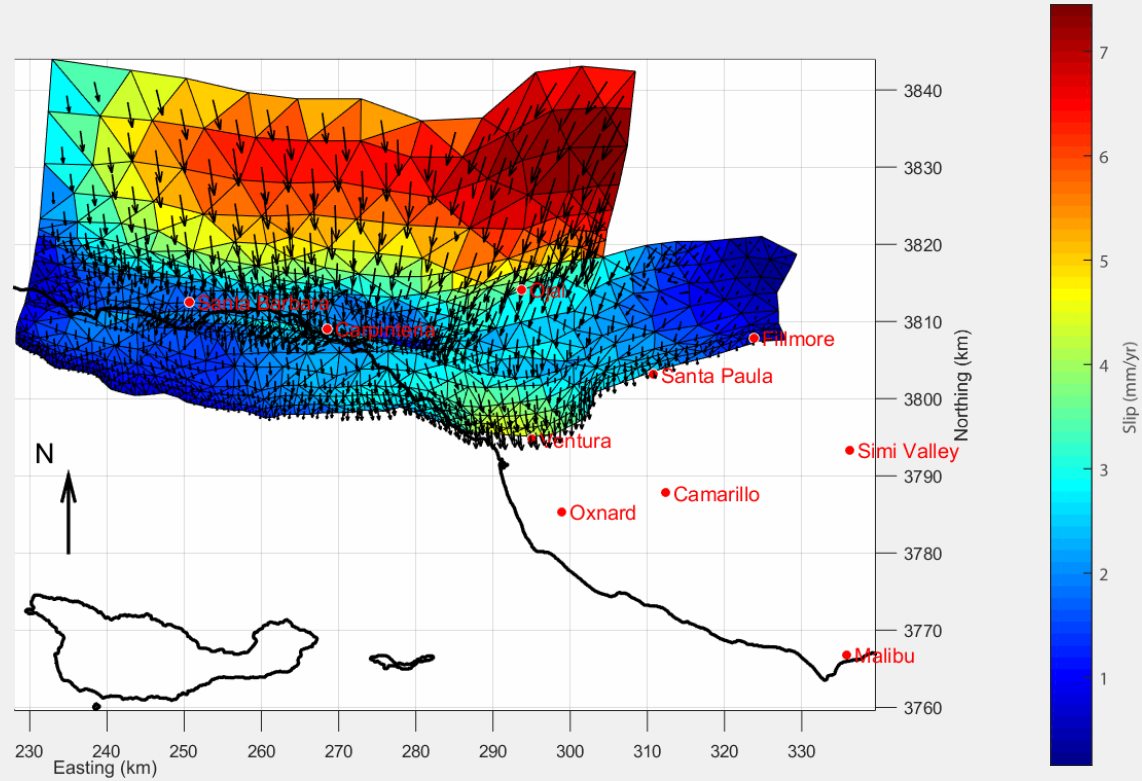 7
3840
3830
6
3820
5
Ojai
Santa Barbara
3810
Carpinteria
Fillmore
4
Santa Paula
Slip (mm/yr)
3800
Northing (km)
Ventura
N
Simi Valley
3
3790
Camarillo
Oxnard
3780
2
3770
Malibu
1
3760
230 240 250 260 270 280 290 300 310 320 330
Easting (km)